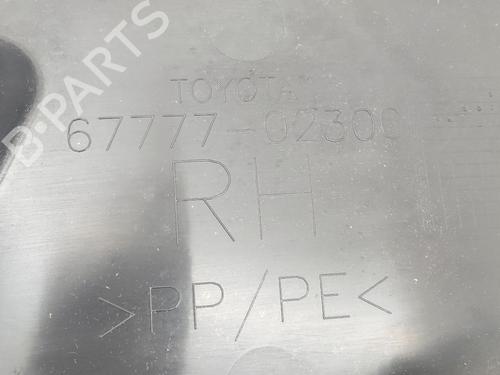 B-PARTS
TOYOTA
67777-02300
RH
>PP/PE<